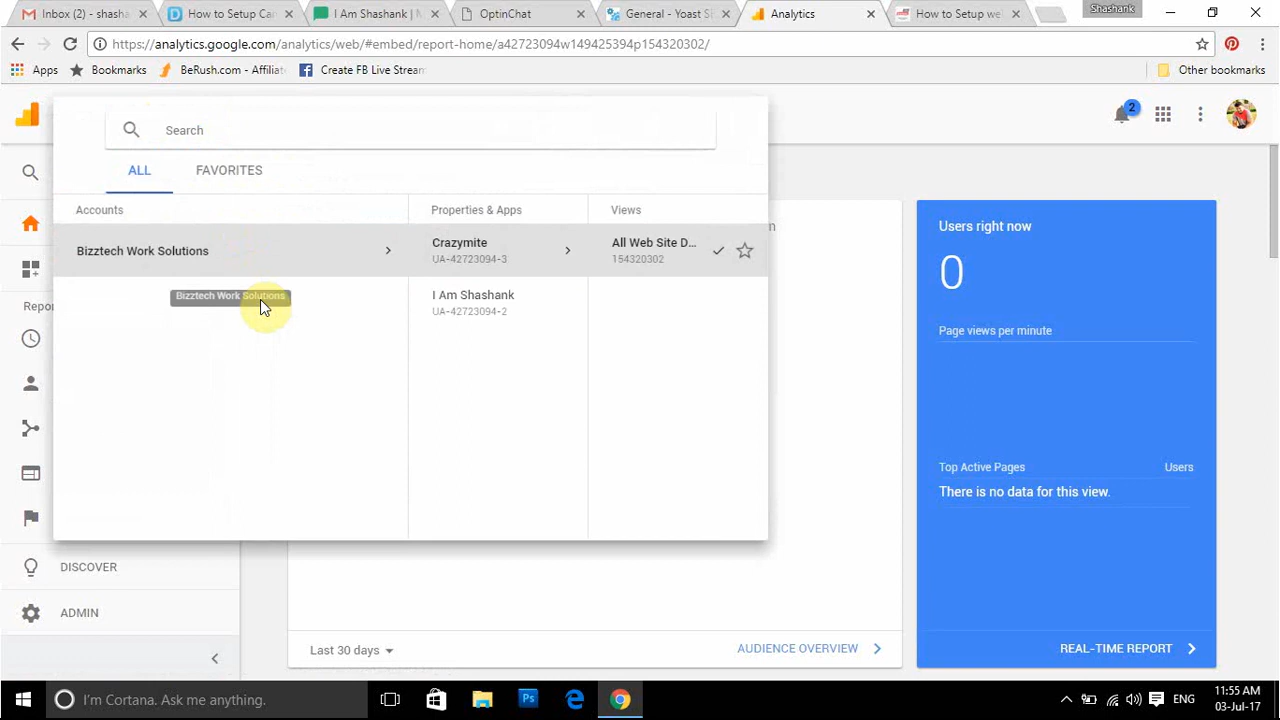 Inbox (2) – shasha
How to Setup Can
I Am Shashank | M
OptinChat
General - Yoast SE
Analytics
How to Setup we
Shashank
https://analytics.google.com/analytics/web/#embed/report-home/a42723094w149425394p154320302/
Apps
Bookmarks
BeRush.com - Affiliat
Create FB Live Stream
Other bookmarks
2
Search
ALL
FAVORITES
Accounts
Properties & Apps
Views
Bizztech Work Solutions
Crazymite
UA-42723094-3
All Web Site D...
154320302
Bizztech Work Solutions
I Am Shashank
UA-42723094-2
Repor
DISCOVER
ADMIN
Users right now
0
Page views per minute
Top Active Pages
Users
There is no data for this view.
Last 30 days
AUDIENCE OVERVIEW
REAL-TIME REPORT
I'm Cortana. Ask me anything.
Ps
ENG
11:55 AM
03-Jul-17